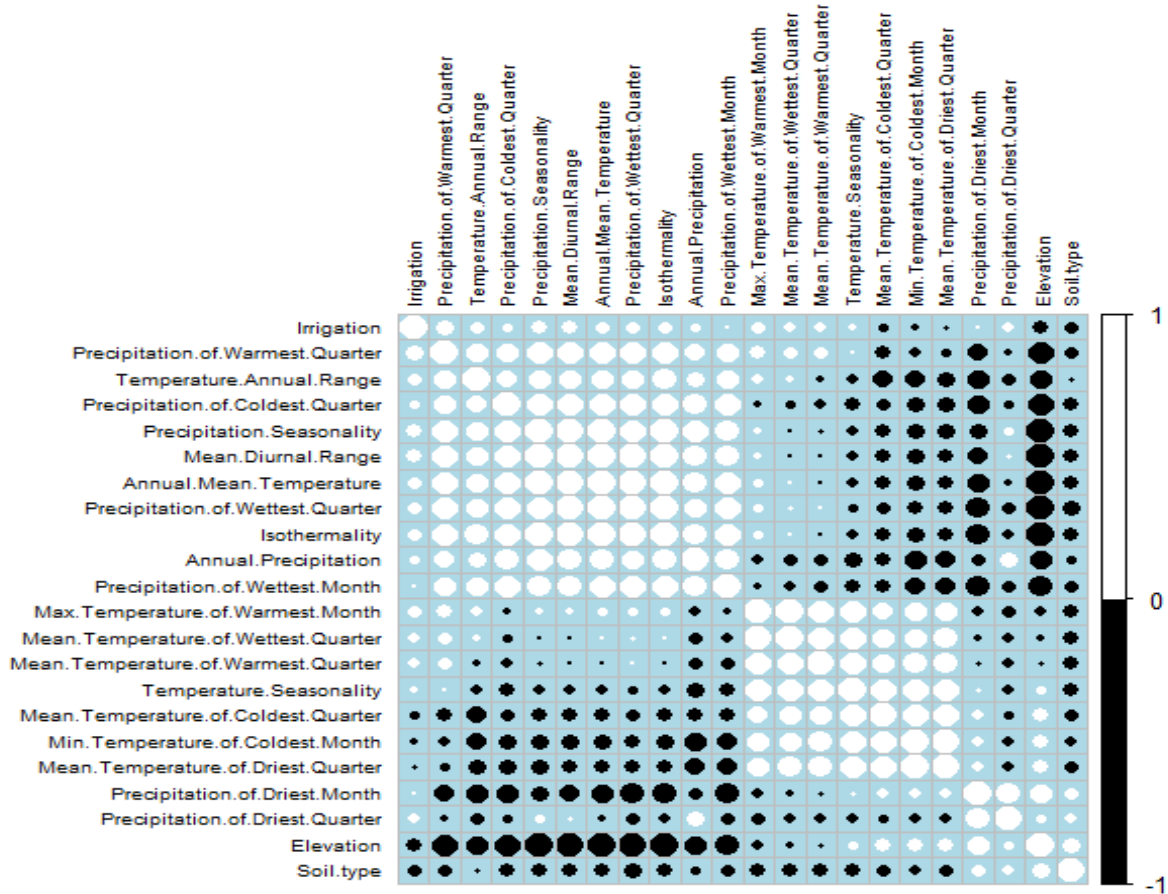 Irrigation
Precipitation.of.Warmest.Quarter
Temperature.Annual.Range
Precipitation.of.Coldest.Quarter
Precipitation.Seasonality
Mean.Diurnal.Range
Annual.Mean.Temperature
Precipitation.of.Wettest.Quarter
Isothermality
Annual.Precipitation
Precipitation.of.Wettest.Month
Max.Temperature.of.Warmest.Month
Mean.Temperature.of.Wettest.Quarter
Mean.Temperature.of.Warmest.Quarter
Temperature.Seasonality
Mean.Temperature.of.Coldest.Quarter
Min.Temperature.of.Coldest.Month
Mean.Temperature.of.Driest.Quarter
Precipitation.of.Driest.Month
Precipitation.of.Driest.Quarter
Elevation
Soil.type
Irrigation
Precipitation.of.Warmest.Quarter
Temperature.Annual.Range
Precipitation.of.Coldest.Quarter
Precipitation.Seasonality
Mean.Diurnal.Range
Annual.Mean.Temperature
Precipitation.of.Wettest.Quarter
Isothermality
Annual.Precipitation
Precipitation.of.Wettest.Month
Max.Temperature.of.Warmest.Month
Mean.Temperature.of.Wettest.Quarter
Mean.Temperature.of.Warmest.Quarter
Temperature.Seasonality
Mean.Temperature.of.Coldest.Quarter
Min.Temperature.of.Coldest.Month
Mean.Temperature.of.Driest.Quarter
Precipitation.of.Driest.Month
Precipitation.of.Driest.Quarter
Elevation
Soil.type
1
0
-1